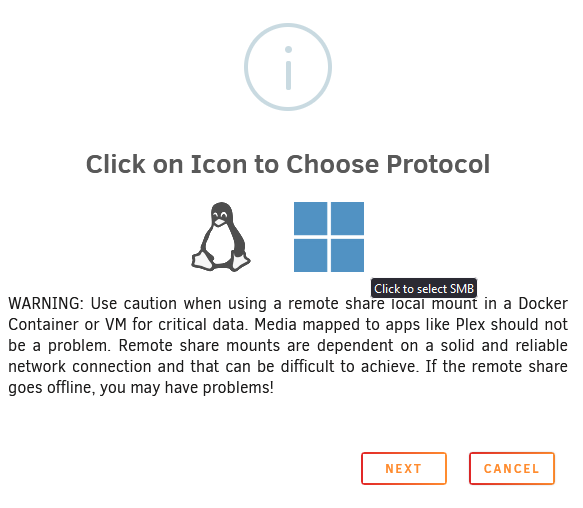 Click on Icon to Choose Protocol
Click to select SMB
WARNING: Use caution when using a remote share local mount in a Docker
Container or VM for critical data. Media mapped to apps like Plex should not
be a problem. Remote share mounts are dependent on a solid and reliable
network connection and that can be difficult to achieve. If the remote share
goes offline, you may have problems!
NEXT
CANCEL